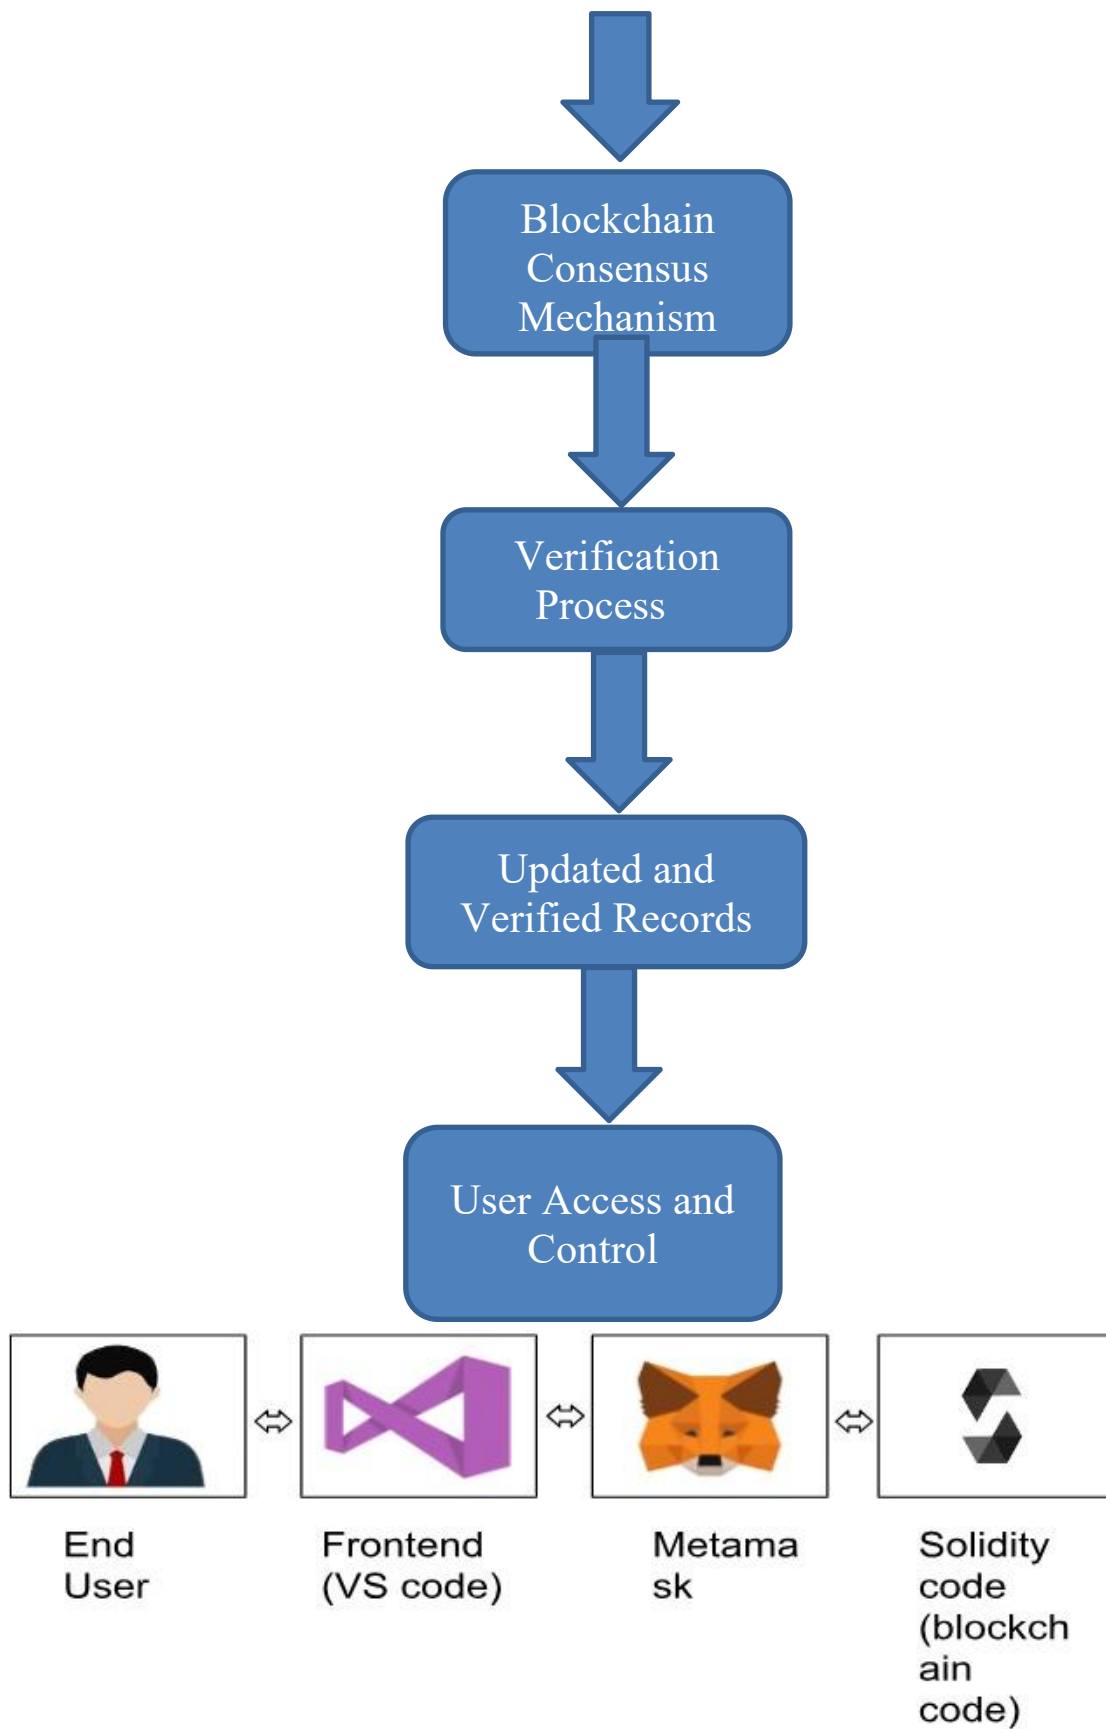 Blockchain
Consensus
Mechanism
Verification
Process
Updated and
Verified Records
User Access and
Control
End
User
Frontend
(VS code)
Metama
sk
Solidity
code
(blockch
ain
code)